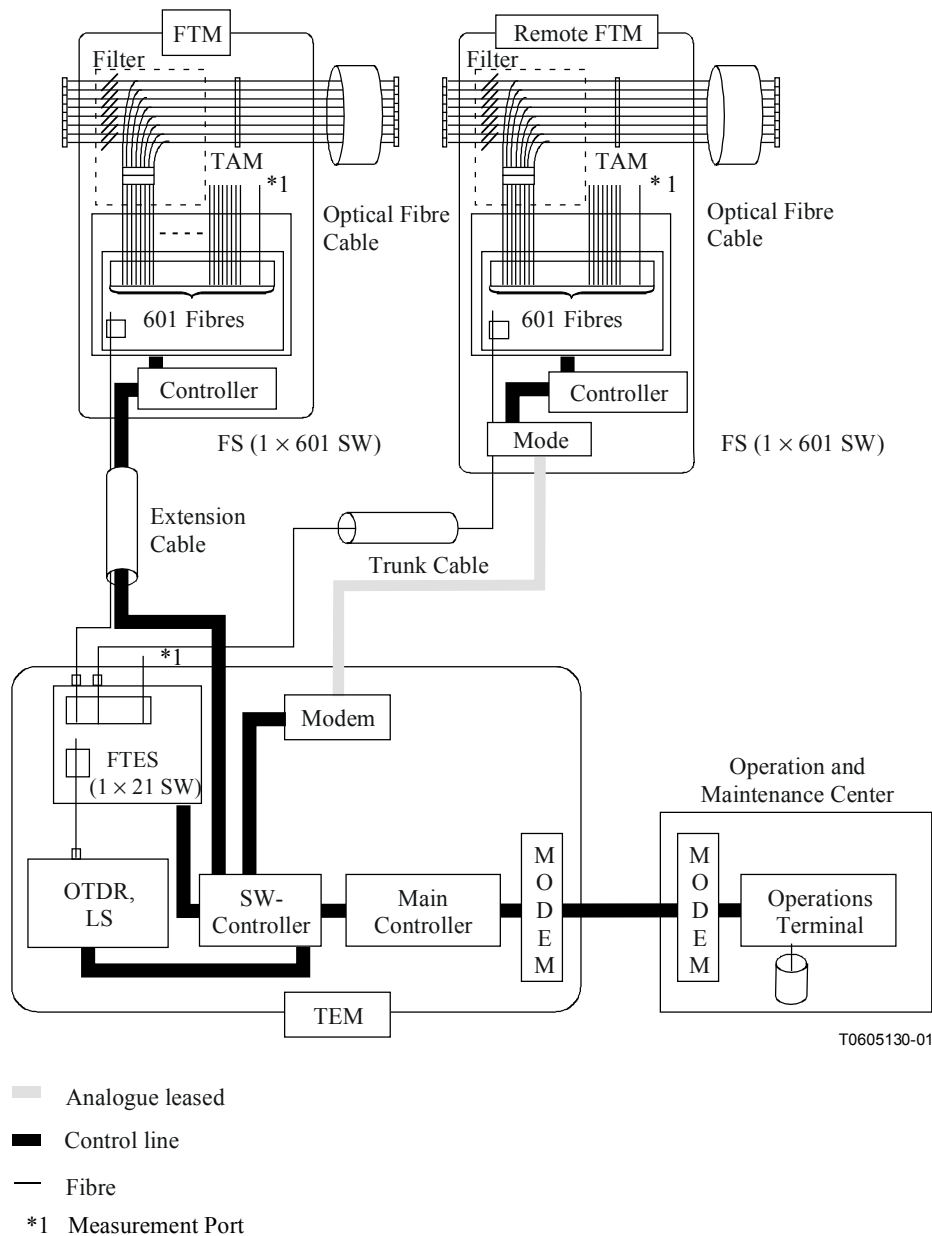 FTM
Remote FTM
Filter
Filter
TAM
*1
TAM
* 1
Optical Fibre
Cable
Optical Fibre
Cable
601 Fibres
601 Fibres
Controller
Controller
FS (1 × 601 SW)
Mode
FS (1 × 601 SW)
Extension
Cable
Trunk Cable
*1
Modem
FTES
(1 × 21 SW)
Operation and
Maintenance Center
OTDR,
LS
SW-
Controller
Main
Controller
MODEM
MODEM
Operations
Terminal
TEM
T0605130-01
Analogue leased
Control line
Fibre
*1 Measurement Port